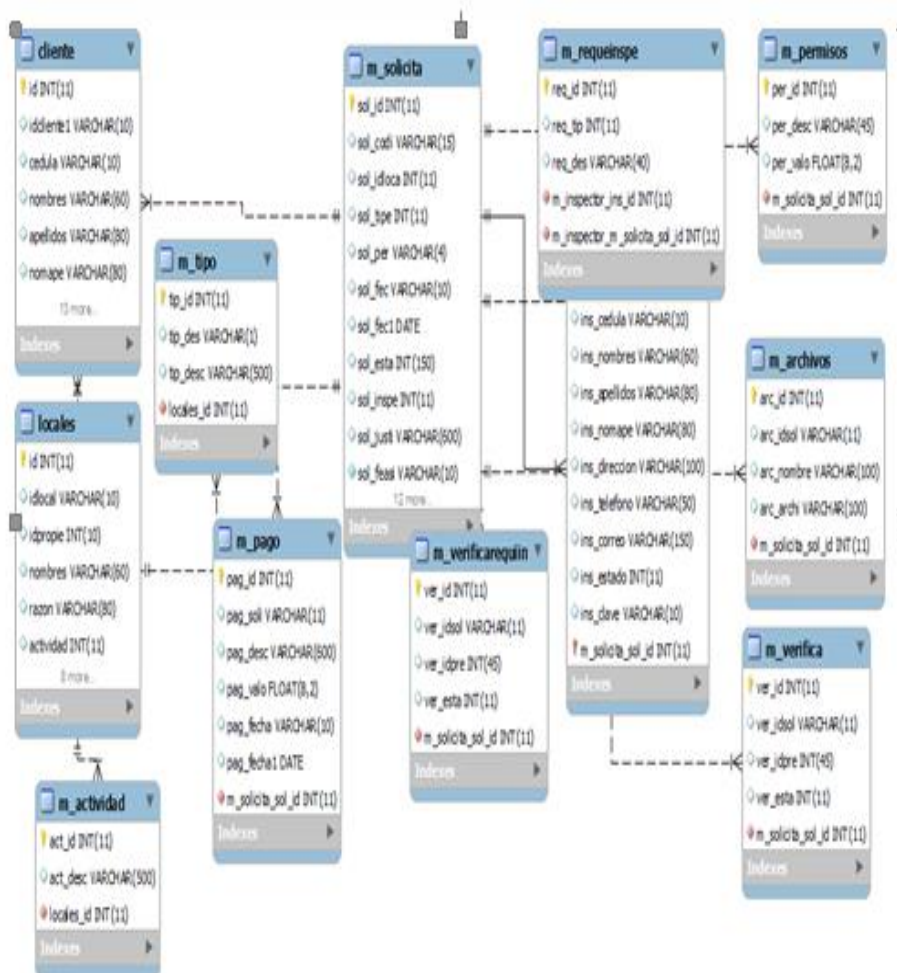 cliente
id INT(11)
idcliente1 VARCHAR(10)
cedula VARCHAR(10)
nombres VARCHAR(60)
apelidos VARCHAR(80)
nomape VARCHAR(80)
13 more...
Indexes
locales
id INT(11)
idlocal VARCHAR(10)
idpropie INT(10)
nombres VARCHAR(60)
razon VARCHAR(80)
actividad INT(11)
8 more...
Indexes
m_actividad
act_id INT(11)
act_desc VARCHAR(500)
locales_id INT(11)
Indexes
m_tipo
tip_id INT(11)
tip_des VARCHAR(1)
tip_desc VARCHAR(500)
locales_id INT(11)
Indexes
m_pago
pag_id INT(11)
pag_soli VARCHAR(11)
pag_desc VARCHAR(600)
pag_valo FLOAT(8,2)
pag_fecha VARCHAR(10)
pag_fecha1 DATE
m_solicita_sol_id INT(11)
Indexes
m_solicita
sol_id INT(11)
sol_codi VARCHAR(15)
sol_idloca INT(11)
sol_tipe INT(11)
sol_per VARCHAR(4)
sol_fec VARCHAR(10)
sol_fec1 DATE
sol_esta INT(150)
sol_inspe INT(11)
sol_justi VARCHAR(600)
sol_feasi VARCHAR(10)
12 more...
Indexes
m_verificarequiin
ver_id INT(11)
ver_idsol VARCHAR(11)
ver_idpre INT(45)
ver_esta INT(11)
m_solicita_sol_id INT(11)
Indexes
m_requeinspe
req_id INT(11)
req_tip INT(11)
req_des VARCHAR(40)
m_inspector_ins_id INT(11)
m_inspector_m_solicita_sol_id INT(11)
Indexes
ins_cedula VARCHAR(10)
ins_nombres VARCHAR(60)
ins_apellidos VARCHAR(80)
ins_nomape VARCHAR(80)
ins_direccion VARCHAR(100)
ins_telefono VARCHAR(50)
ins_correo VARCHAR(150)
ins_estado INT(11)
ins_clave VARCHAR(10)
m_solicita_sol_id INT(11)
Indexes
m_permisos
per_id INT(11)
per_desc VARCHAR(45)
per_valo FLOAT(8,2)
m_solicita_sol_id INT(11)
Indexes
m_archivos
arc_id INT(11)
arc_idsol VARCHAR(11)
arc_nombre VARCHAR(100)
arc_archi VARCHAR(100)
m_solicita_sol_id INT(11)
Indexes
m_verifica
ver_id INT(11)
ver_idsol VARCHAR(11)
ver_idpre INT(45)
ver_esta INT(11)
m_solicita_sol_id INT(11)
Indexes